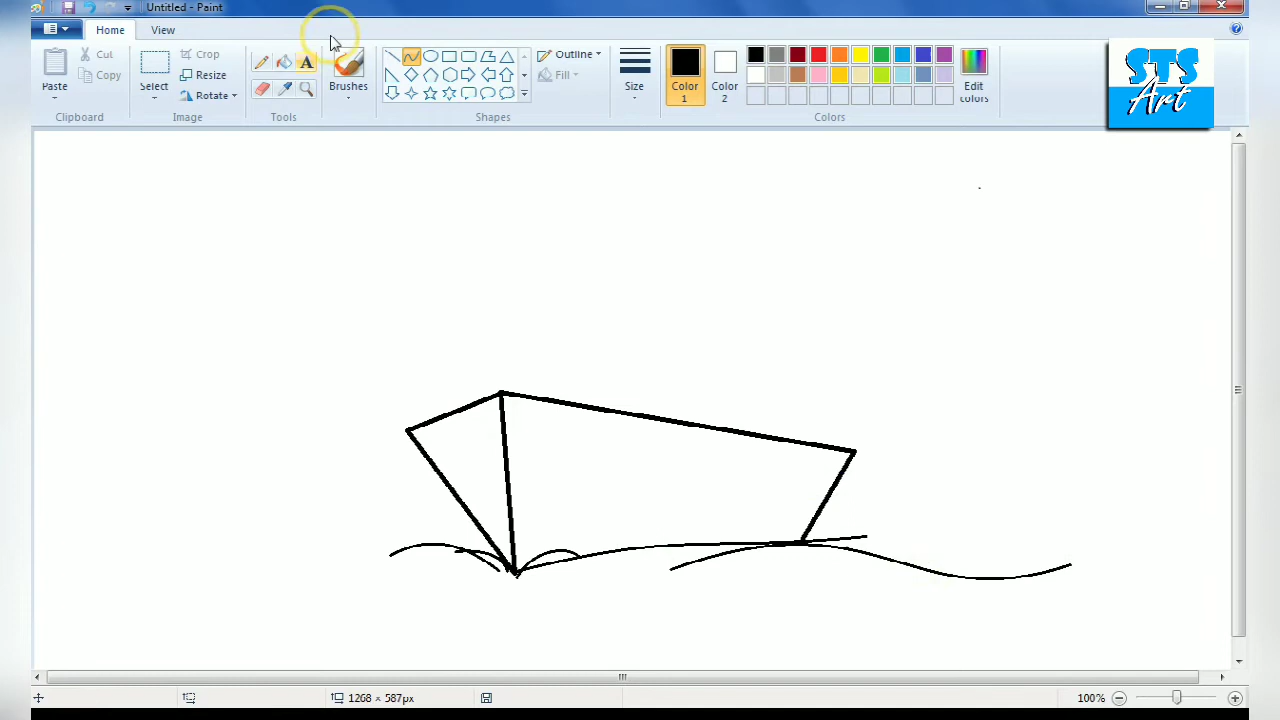 Untitled - Paint
Home View
Paste Cut Copy Clipboard
Select Crop Resize Rotate Image
A Tools
Brushes
Shapes Outline Fill
Size
Color 1 Color 2 Edit colors Colors
STS Art
1268 × 587px 100%